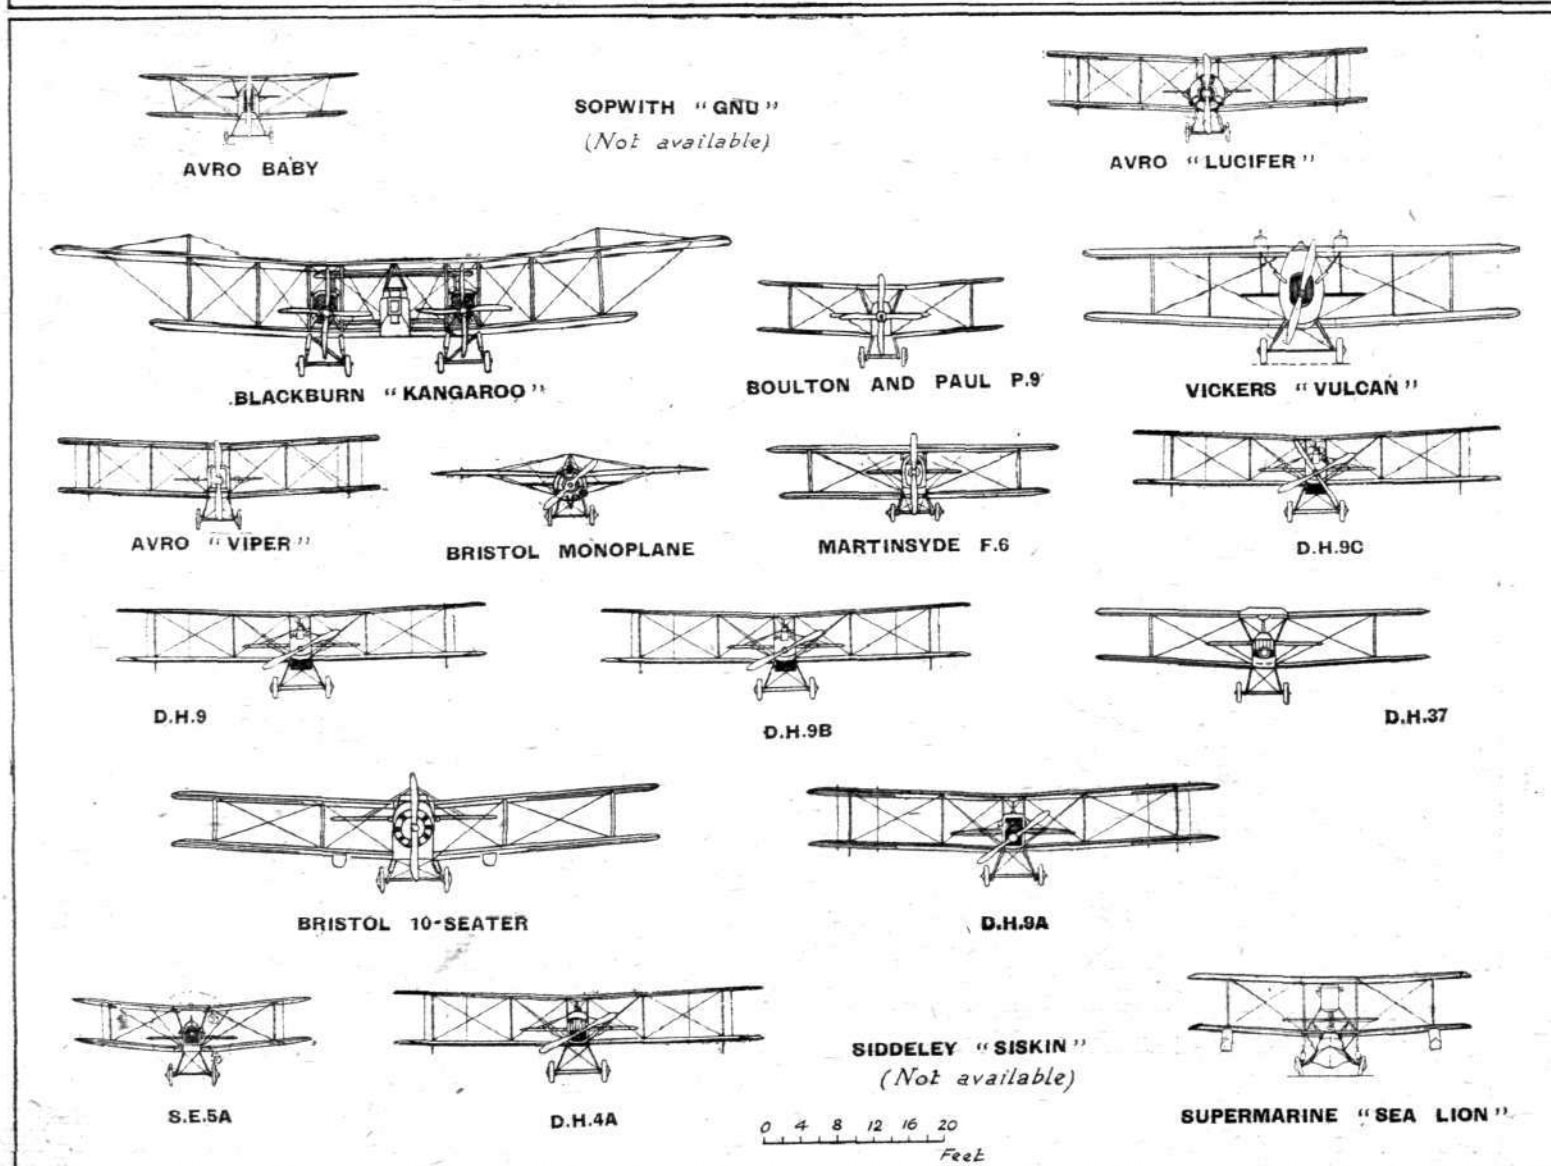 AVRO BABY
SOPWITH "GNU"
(Not available)
AVRO "LUCIFER"
BLACKBURN "KANGAROO"
BOULTON AND PAUL P.9
VICKERS "VULCAN"
AVRO "VIPER"
BRISTOL MONOPLANE
MARTINSYDE F.6
D.H.9C
D.H.9
D.H.9B
D.H.37
BRISTOL 10-SEATER
D.H.9A
S.E.5A
D.H.4A
SIDDELEY "SISKIN"
(Not available)
0 4 8 12 16 20
Feet
SUPERMARINE "SEA LION"